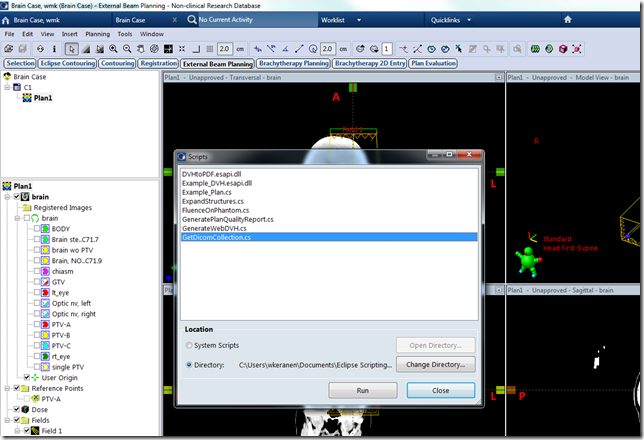 Brain Case, wmk (Brain Case) - External Beam Planning - Non-clinical Research Database
Brain Case, wmk
Brain Case
No Current Activity
Worklist
Quicklinks
File Edit View Insert Planning Tools Window
2.0 cm
2.0 cm
1
Selection Eclipse Contouring Contouring Registration External Beam Planning Brachytherapy Planning Brachytherapy 2D Entry Plan Evaluation
Brain Case
C1
Plan1
Plan1 - Unapproved - Transversal - brain
Plan1 - Unapproved - Model View - brain
A
R
L
Standard
Head First-Supine
Plan1
brain
Registered Images
brain
BODY
Brain ste..C71.7
brain wo PTV
Brain, NO..C71.9
chiasm
GTV
lt_eye
Optic nv, left
Optic nv, right
PTV-A
PTV-B
PTV-C
rt_eye
single PTV
User Origin
Reference Points
PTV-A
Dose
Fields
Field 1
Scripts
DVHtoPDF.esapi.dll
Example_DVH.esapi.dll
Example_Plan.cs
ExpandStructures.cs
FluenceOnPhantom.cs
GeneratePlanQualityReport.cs
GenerateWebDVH.cs
GetDicomCollection.cs
Location
System Scripts
Open Directory...
Directory: C:\Users\wkeranen\Documents\Eclipse Scripting...
Change Directory...
Run
Close
Plan1 - Unapproved - Sagittal - brain
L
P